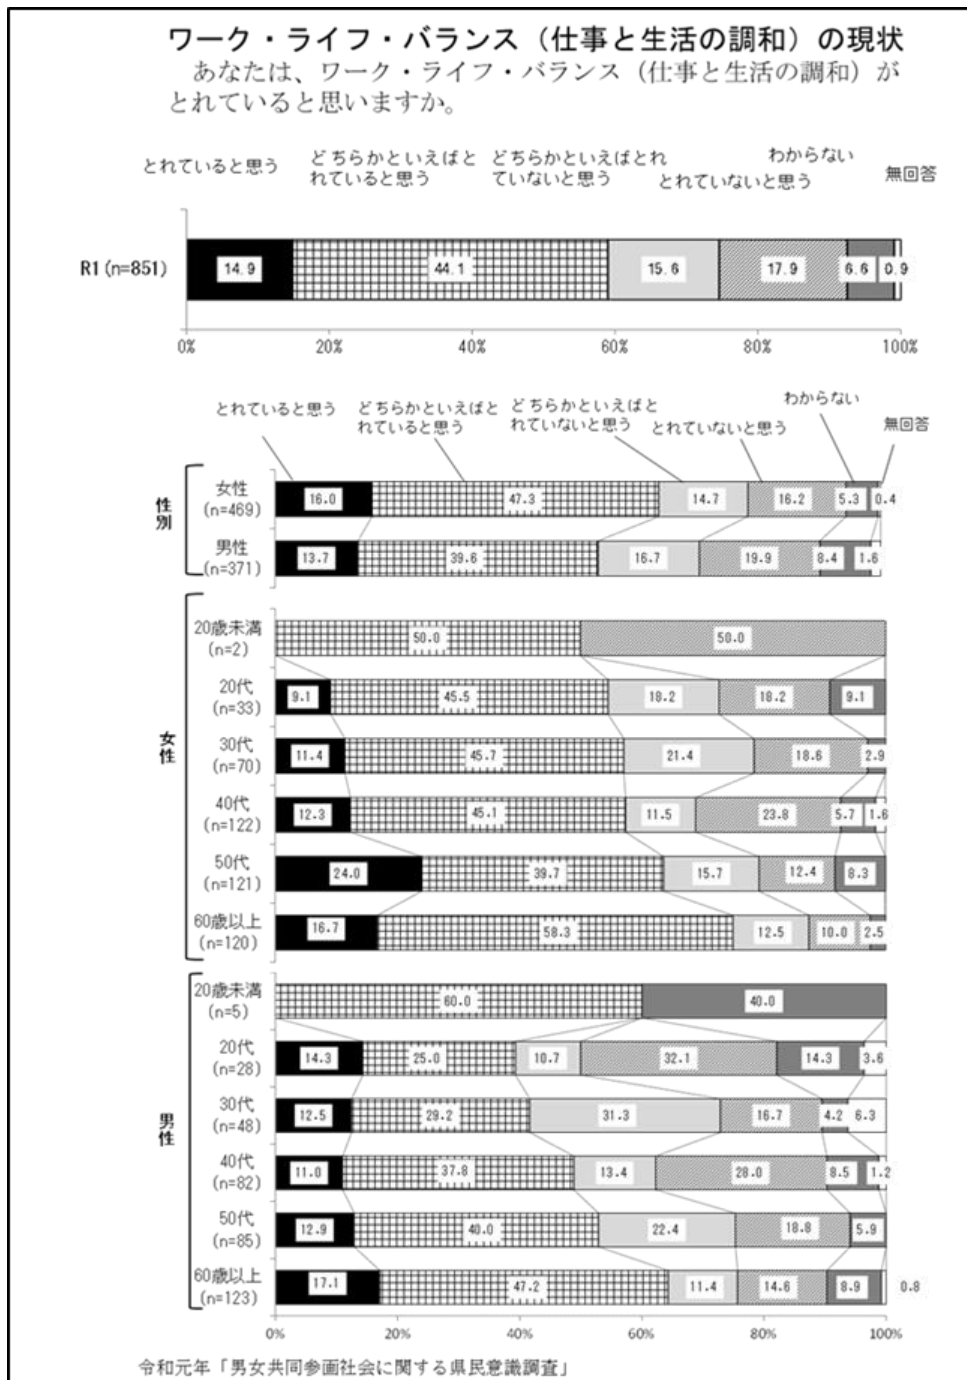 ワーク・ライフ・バランス（仕事と生活の調和）の現状
あなたは、ワーク・ライフ・バランス（仕事と生活の調和）が
とれていると思いますか。
とれていると思う
どちらかといえばと
れていると思う
どちらかといえばとれ
ていないと思う
とれていないと思う
わからない
無回答
R1(n=851) 14.9 44.1 15.6 17.9 6.6 0.9
0% 20% 40% 60% 80% 100%
とれていると思う
どちらかといえばと
れていると思う
どちらかといえばと
れていないと思う
とれていないと思う
わからない
無回答
性別
女性
(n=469) 16.0 47.3 14.7 16.2 5.3 0.4
男性
(n=371) 13.7 39.6 16.7 19.9 8.4 1.6
女性
20歳未満
(n=2) 50.0 50.0
20代
(n=33) 9.1 45.5 18.2 18.2 9.1
30代
(n=70) 11.4 45.7 21.4 18.6 2.9
40代
(n=122) 12.3 45.1 11.5 23.8 5.7 1.6
50代
(n=121) 24.0 39.7 15.7 12.4 8.3
60歳以上
(n=120) 16.7 58.3 12.5 10.0 2.5
男性
20歳未満
(n=5) 60.0 40.0
20代
(n=28) 14.3 25.0 10.7 32.1 14.3 3.6
30代
(n=48) 12.5 29.2 31.3 16.7 4.2 6.3
40代
(n=82) 11.0 37.8 13.4 28.0 8.5 1.2
50代
(n=85) 12.9 40.0 22.4 18.8 5.9
60歳以上
(n=123) 17.1 47.2 11.4 14.6 8.9 0.8
0% 20% 40% 60% 80% 100%
令和元年「男女共同参画社会に関する県民意識調査」